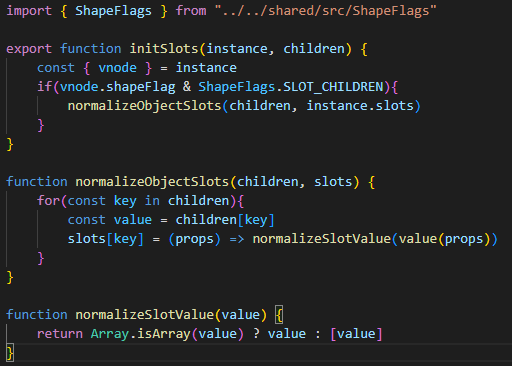 import { ShapeFlags } from "../../shared/src/ShapeFlags"
export function initSlots(instance, children) {
const { vnode } = instance
if(vnode.shapeFlag & ShapeFlags.SLOT_CHILDREN){
normalizeObjectSlots(children, instance.slots)
}
}
function normalizeObjectSlots(children, slots) {
for(const key in children){
const value = children[key]
slots[key] = (props) => normalizeSlotValue(value(props))
}
}
function normalizeSlotValue(value) {
return Array.isArray(value) ? value : [value]
}